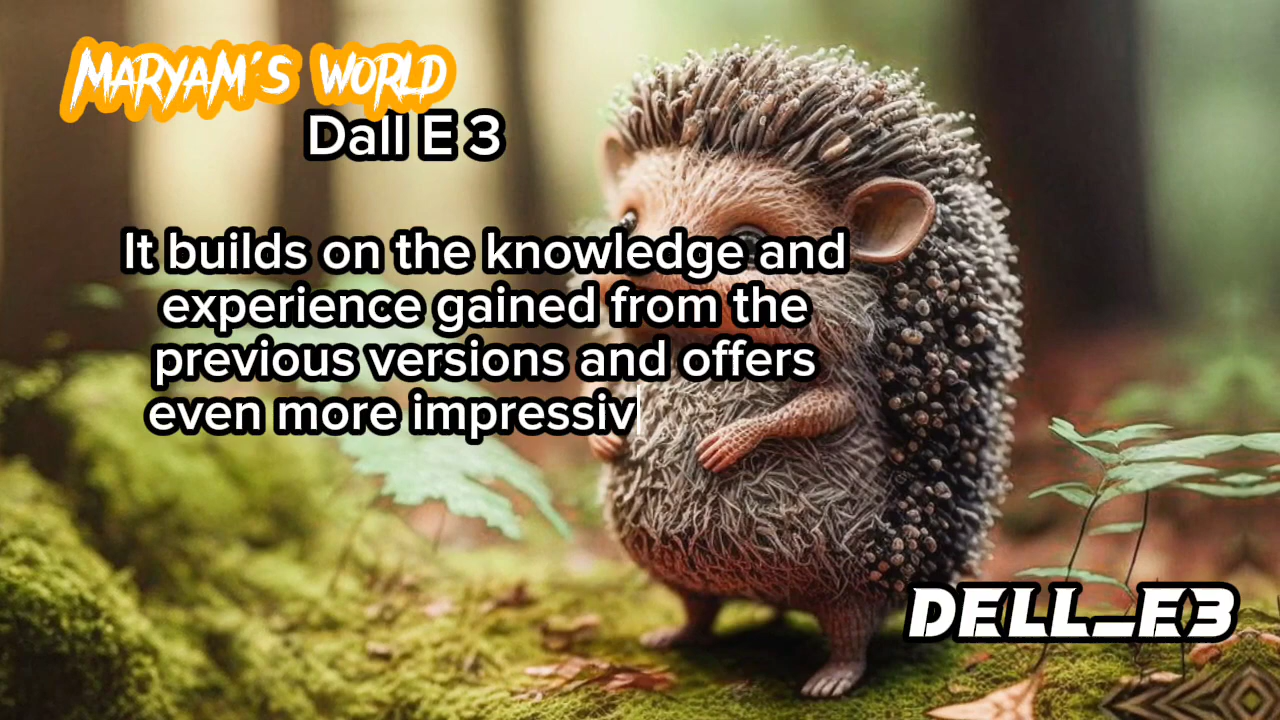 MARYAM'S WORLD
Dall E 3
It builds on the knowledge and
experience gained from the
previous versions and offers
even more impressiv
DELL_E3